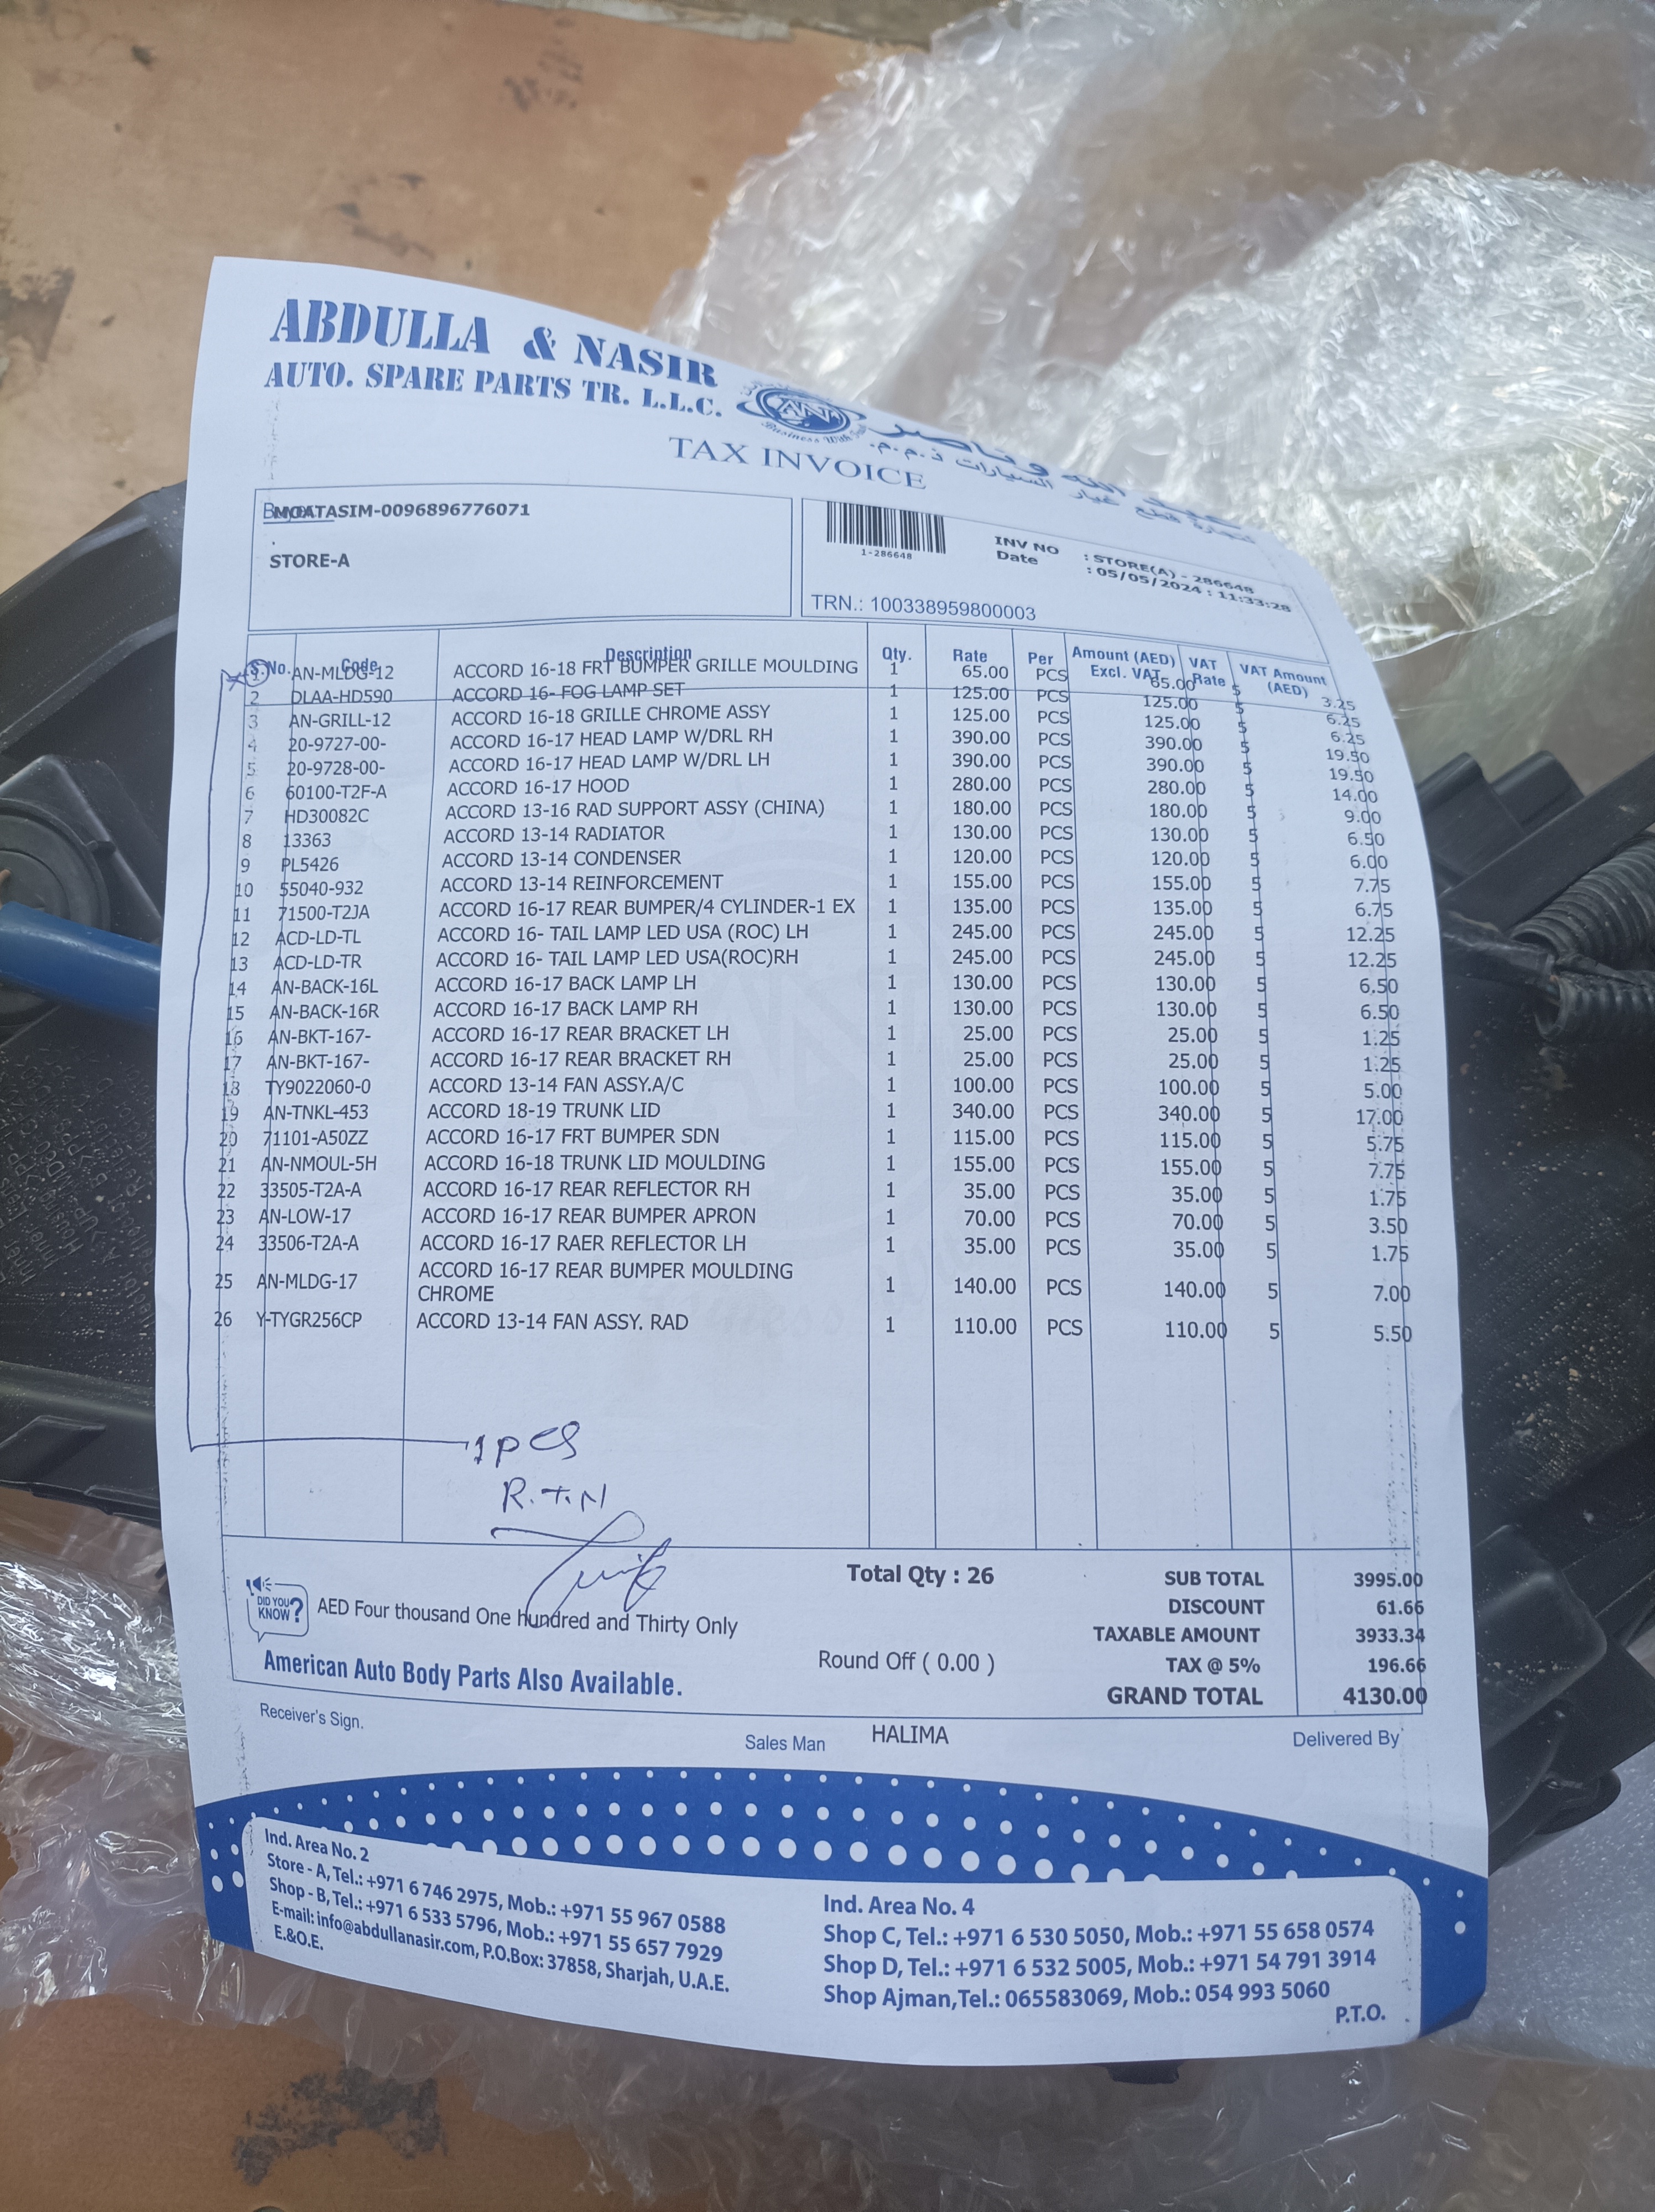 ABDULLA & NASIR
AUTO. SPARE PARTS TR. L.L.C.
TAX INVOICE
MOATASIM-0096896776071
STORE-A
1-286648
INV NO : STORE(A) - 286648
Date : 05/05/2024 : 11:33:28
TRN.: 100338959800003
S.No. Code Description Qty. Rate Per Amount (AED) Excl. VAT VAT Rate VAT Amount (AED)
1 AN-MLDG-12 ACCORD 16-18 FRT BUMPER GRILLE MOULDING 1 65.00 PCS 65.00 5 3.25
2 DLAA-HD590 ACCORD 16- FOG LAMP SET 1 125.00 PCS 125.00 5 6.25
3 AN-GRILL-12 ACCORD 16-18 GRILLE CHROME ASSY 1 125.00 PCS 125.00 5 6.25
4 20-9727-00- ACCORD 16-17 HEAD LAMP W/DRL RH 1 390.00 PCS 390.00 5 19.50
5 20-9728-00- ACCORD 16-17 HEAD LAMP W/DRL LH 1 390.00 PCS 390.00 5 19.50
6 60100-T2F-A ACCORD 16-17 HOOD 1 280.00 PCS 280.00 5 14.00
7 HD30082C ACCORD 13-16 RAD SUPPORT ASSY (CHINA) 1 180.00 PCS 180.00 5 9.00
8 13363 ACCORD 13-14 RADIATOR 1 130.00 PCS 130.00 5 6.50
9 PL5426 ACCORD 13-14 CONDENSER 1 120.00 PCS 120.00 5 6.00
10 55040-932 ACCORD 13-14 REINFORCEMENT 1 155.00 PCS 155.00 5 7.75
11 71500-T2JA ACCORD 16-17 REAR BUMPER/4 CYLINDER-1 EX 1 135.00 PCS 135.00 5 6.75
12 ACD-LD-TL ACCORD 16- TAIL LAMP LED USA (ROC) LH 1 245.00 PCS 245.00 5 12.25
13 ACD-LD-TR ACCORD 16- TAIL LAMP LED USA(ROC)RH 1 245.00 PCS 245.00 5 12.25
14 AN-BACK-16L ACCORD 16-17 BACK LAMP LH 1 130.00 PCS 130.00 5 6.50
15 AN-BACK-16R ACCORD 16-17 BACK LAMP RH 1 130.00 PCS 130.00 5 6.50
16 AN-BKT-167- ACCORD 16-17 REAR BRACKET LH 1 25.00 PCS 25.00 5 1.25
17 AN-BKT-167- ACCORD 16-17 REAR BRACKET RH 1 25.00 PCS 25.00 5 1.25
18 TY9022060-0 ACCORD 13-14 FAN ASSY.A/C 1 100.00 PCS 100.00 5 5.00
19 AN-TNKL-453 ACCORD 18-19 TRUNK LID 1 340.00 PCS 340.00 5 17.00
20 71101-A50ZZ ACCORD 16-17 FRT BUMPER SDN 1 115.00 PCS 115.00 5 5.75
21 AN-NMOUL-5H ACCORD 16-18 TRUNK LID MOULDING 1 155.00 PCS 155.00 5 7.75
22 33505-T2A-A ACCORD 16-17 REAR REFLECTOR RH 1 35.00 PCS 35.00 5 1.75
23 AN-LOW-17 ACCORD 16-17 REAR BUMPER APRON 1 70.00 PCS 70.00 5 3.50
24 33506-T2A-A ACCORD 16-17 RAER REFLECTOR LH 1 35.00 PCS 35.00 5 1.75
25 AN-MLDG-17 ACCORD 16-17 REAR BUMPER MOULDING CHROME 1 140.00 PCS 140.00 5 7.00
26 Y-TYGR256CP ACCORD 13-14 FAN ASSY. RAD 1 110.00 PCS 110.00 5 5.50
1 pcs
R.T.N
Total Qty : 26
SUB TOTAL 3995.00
DISCOUNT 61.66
TAXABLE AMOUNT 3933.34
TAX @ 5% 196.66
GRAND TOTAL 4130.00
DID YOU KNOW?
AED Four thousand One hundred and Thirty Only
Round Off ( 0.00 )
American Auto Body Parts Also Available.
Receiver's Sign.
Sales Man HALIMA
Delivered By
Ind. Area No. 2
Store - A, Tel.: +971 6 746 2975, Mob.: +971 55 967 0588
Shop - B, Tel.: +971 6 533 5796, Mob.: +971 55 657 7929
E-mail: info@abdullanasir.com, P.O.Box: 37858, Sharjah, U.A.E.
E.&O.E.
Ind. Area No. 4
Shop C, Tel.: +971 6 530 5050, Mob.: +971 55 658 0574
Shop D, Tel.: +971 6 532 5005, Mob.: +971 54 791 3914
Shop Ajman,Tel.: 065583069, Mob.: 054 993 5060
P.T.O.